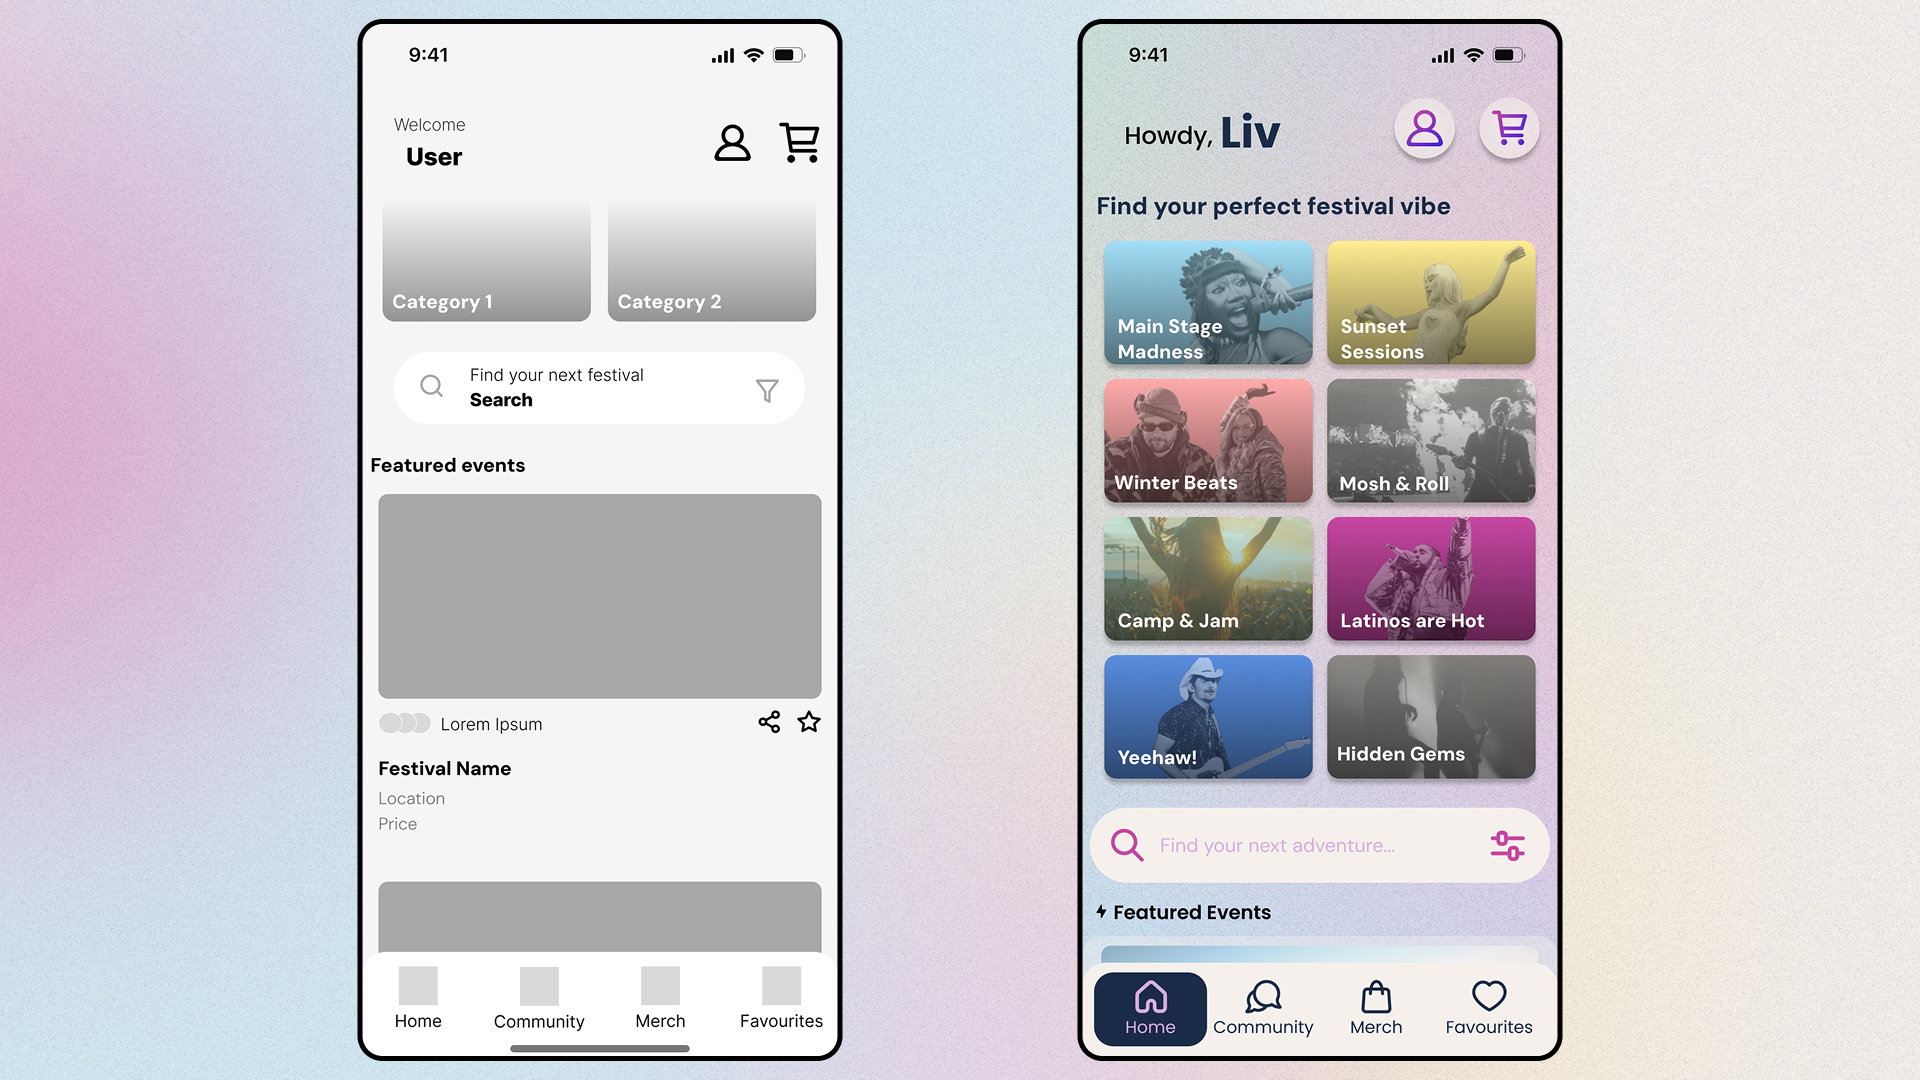 9:41
Welcome
User
Category 1
Category 2
Find your next festival
Search
Featured events
Lorem Ipsum
Festival Name
Location
Price
Home
Community
Merch
Favourites
9:41
Howdy, Liv
Find your perfect festival vibe
Main Stage
Madness
Sunset
Sessions
Winter Beats
Mosh & Roll
Camp & Jam
Latinos are Hot
Yeehaw!
Hidden Gems
Find your next adventure...
Featured Events
Home
Community
Merch
Favourites